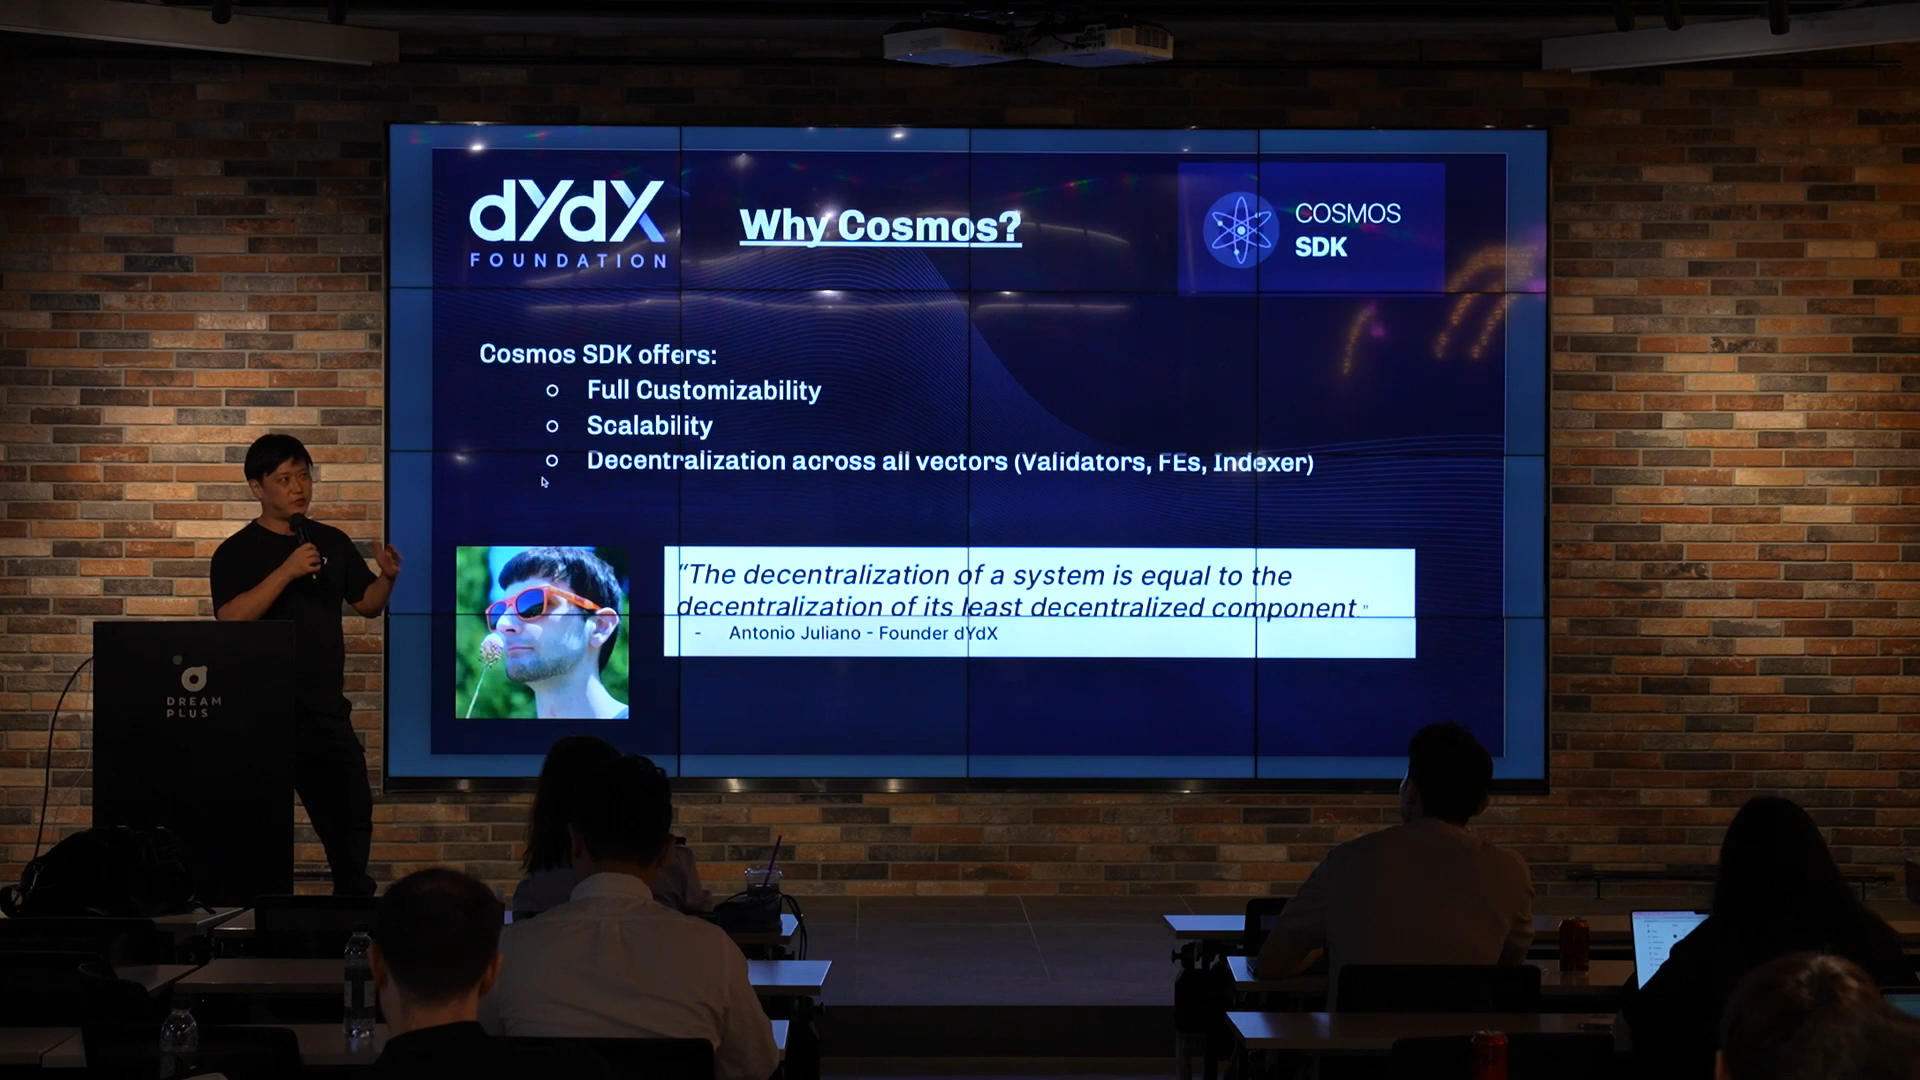 dYdX
FOUNDATION
Why Cosmos?
COSMOS
SDK
Cosmos SDK offers:
Full Customizability
Scalability
Decentralization across all vectors (Validators, FEs, Indexer)
“The decentralization of a system is equal to the
decentralization of its least decentralized component.”
- Antonio Juliano - Founder dYdX
DREAM
PLUS